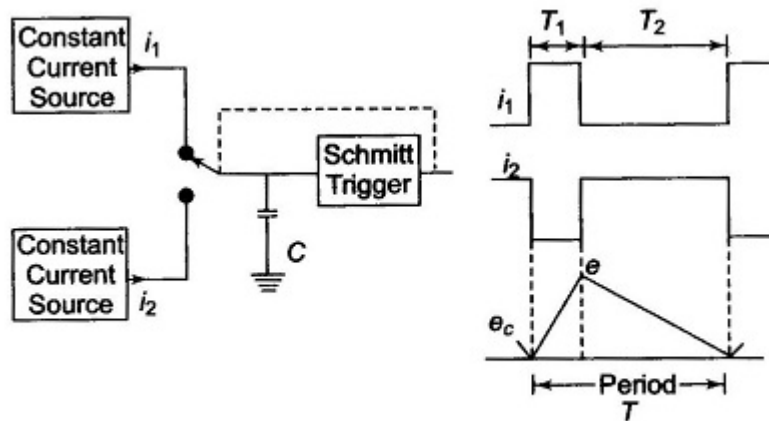 Constant
Current
Source
i1
Schmitt
Trigger
C
Constant
Current
Source
i2
T1
T2
i1
i2
e
ec
Period
T